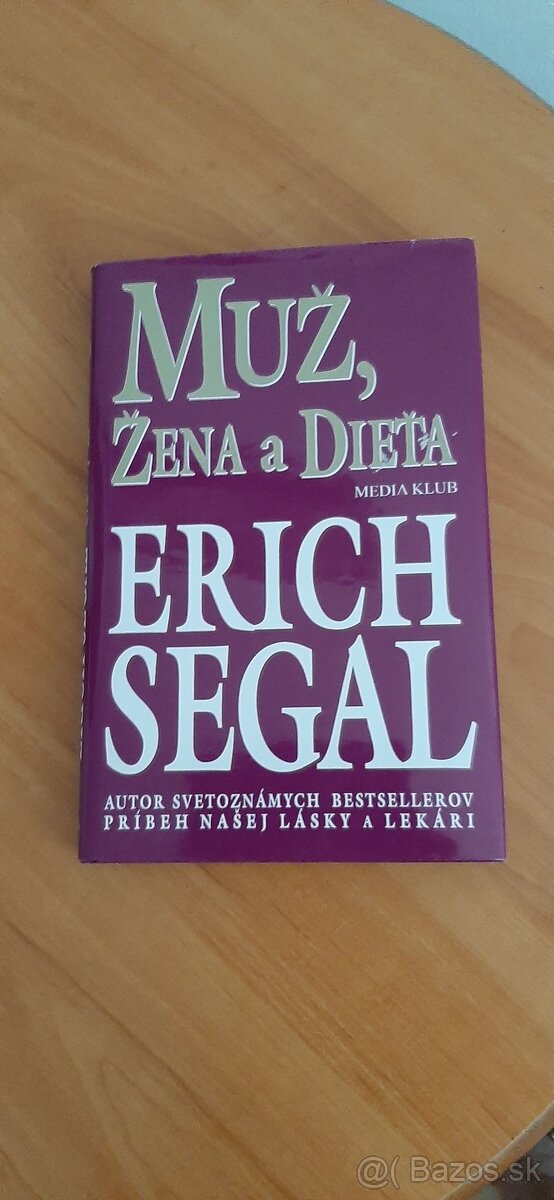 MUŽ,
ŽENA a DIEŤA
MEDIA KLUB
ERICH
SEGAL
AUTOR SVETOZNÁMYCH BESTSELLEROV
PRÍBEH NAŠEJ LÁSKY A LEKÁRI
@( Bazos.sk